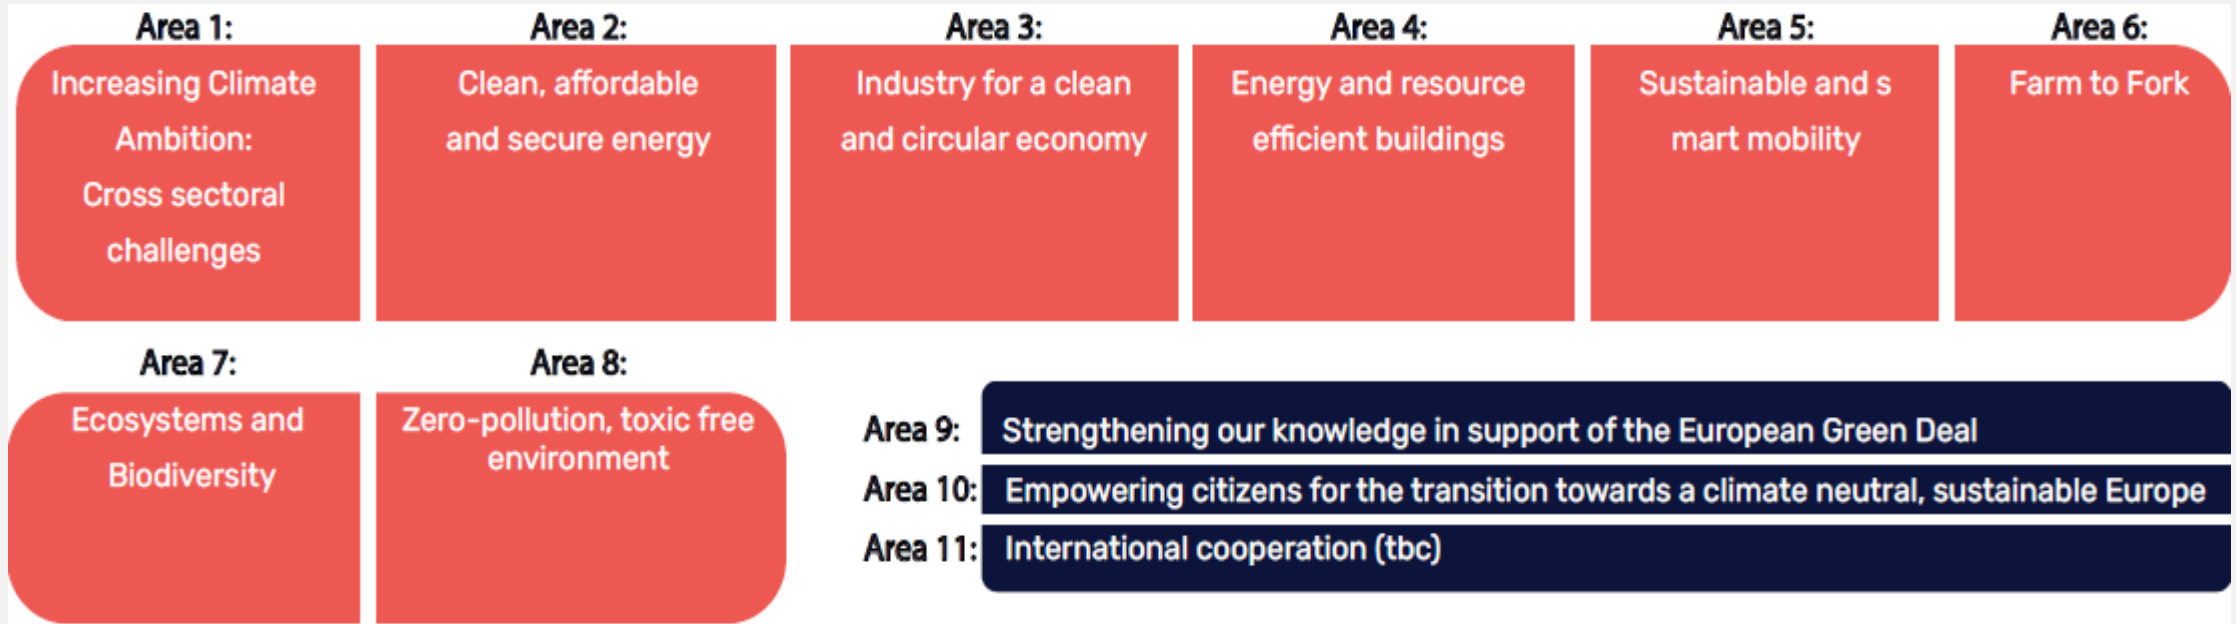 Area 1:
Increasing Climate
Ambition:
Cross sectoral
challenges
Area 2:
Clean, affordable
and secure energy
Area 3:
Industry for a clean
and circular economy
Area 4:
Energy and resource
efficient buildings
Area 5:
Sustainable and s
mart mobility
Area 6:
Farm to Fork
Area 7:
Ecosystems and
Biodiversity
Area 8:
Zero-pollution, toxic free
environment
Area 9: Strengthening our knowledge in support of the European Green Deal
Area 10: Empowering citizens for the transition towards a climate neutral, sustainable Europe
Area 11: International cooperation (tbc)